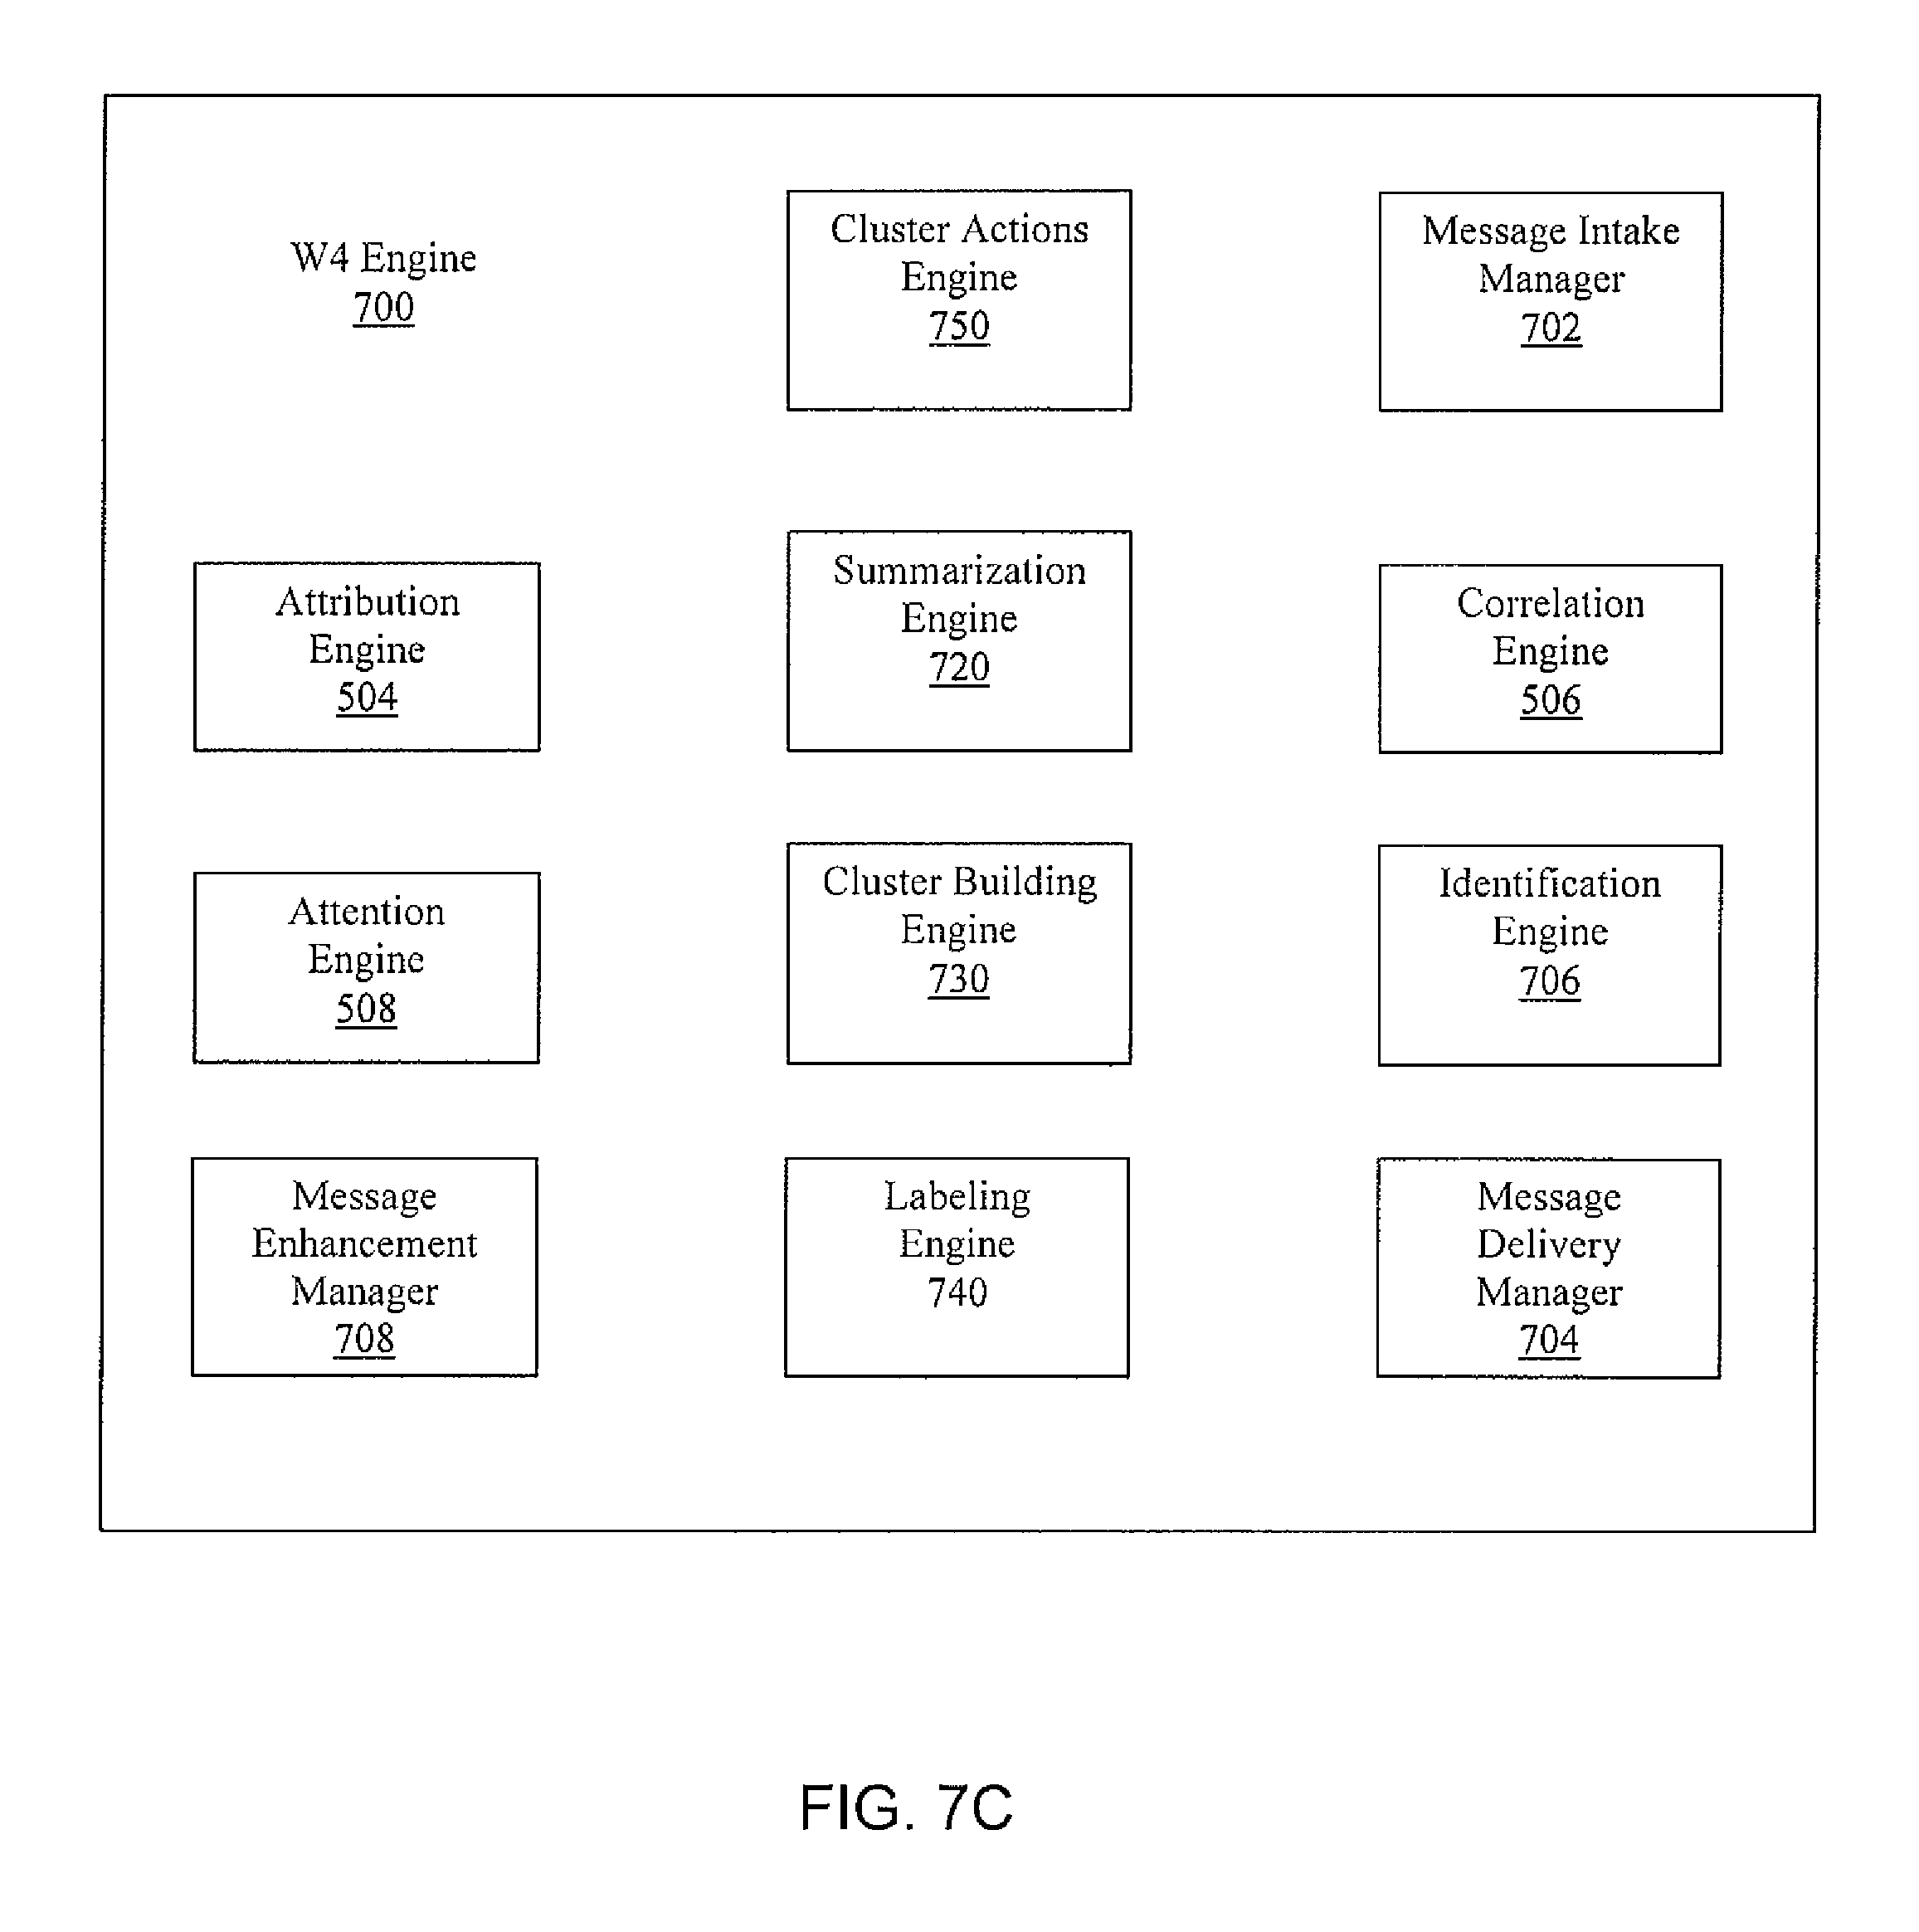 W4 Engine
700
Cluster Actions
Engine
750
Message Intake
Manager
702
Attribution
Engine
504
Summarization
Engine
720
Correlation
Engine
506
Attention
Engine
508
Cluster Building
Engine
730
Identification
Engine
706
Message
Enhancement
Manager
708
Labeling
Engine
740
Message
Delivery
Manager
704
FIG. 7C